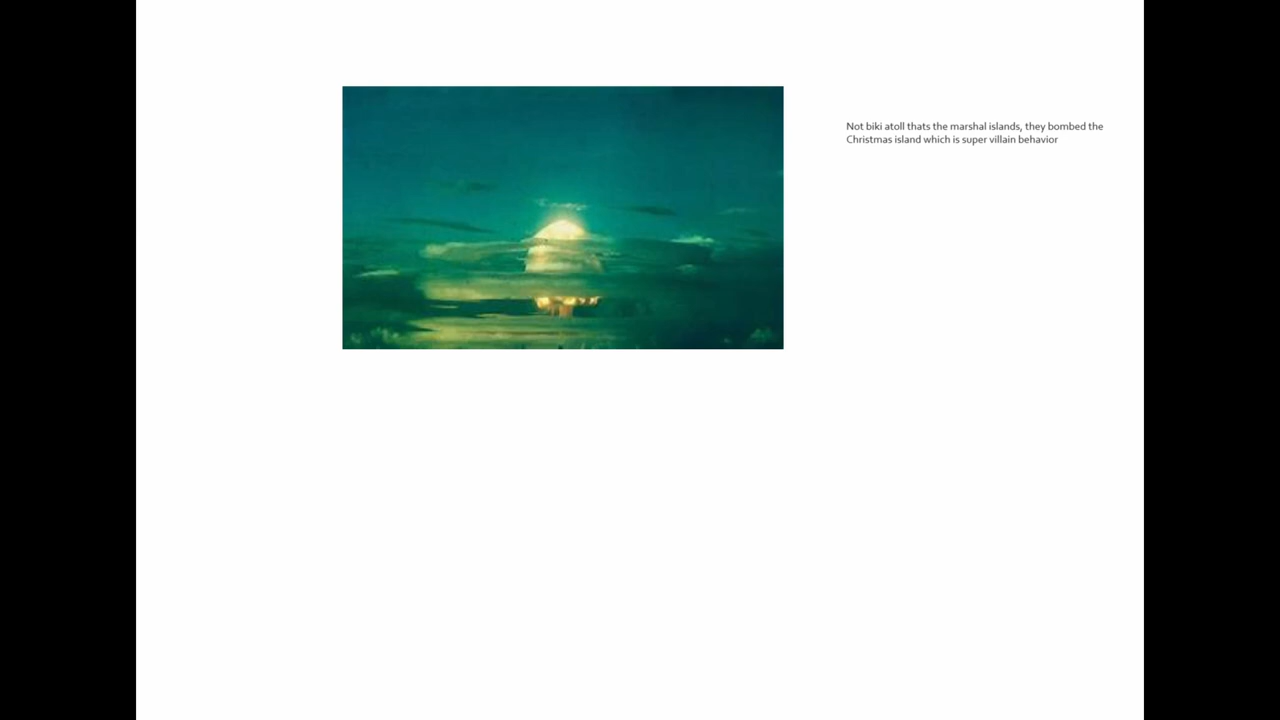 Not biki atoll thats the marshal islands, they bombed the
Christmas island which is super villain behavior